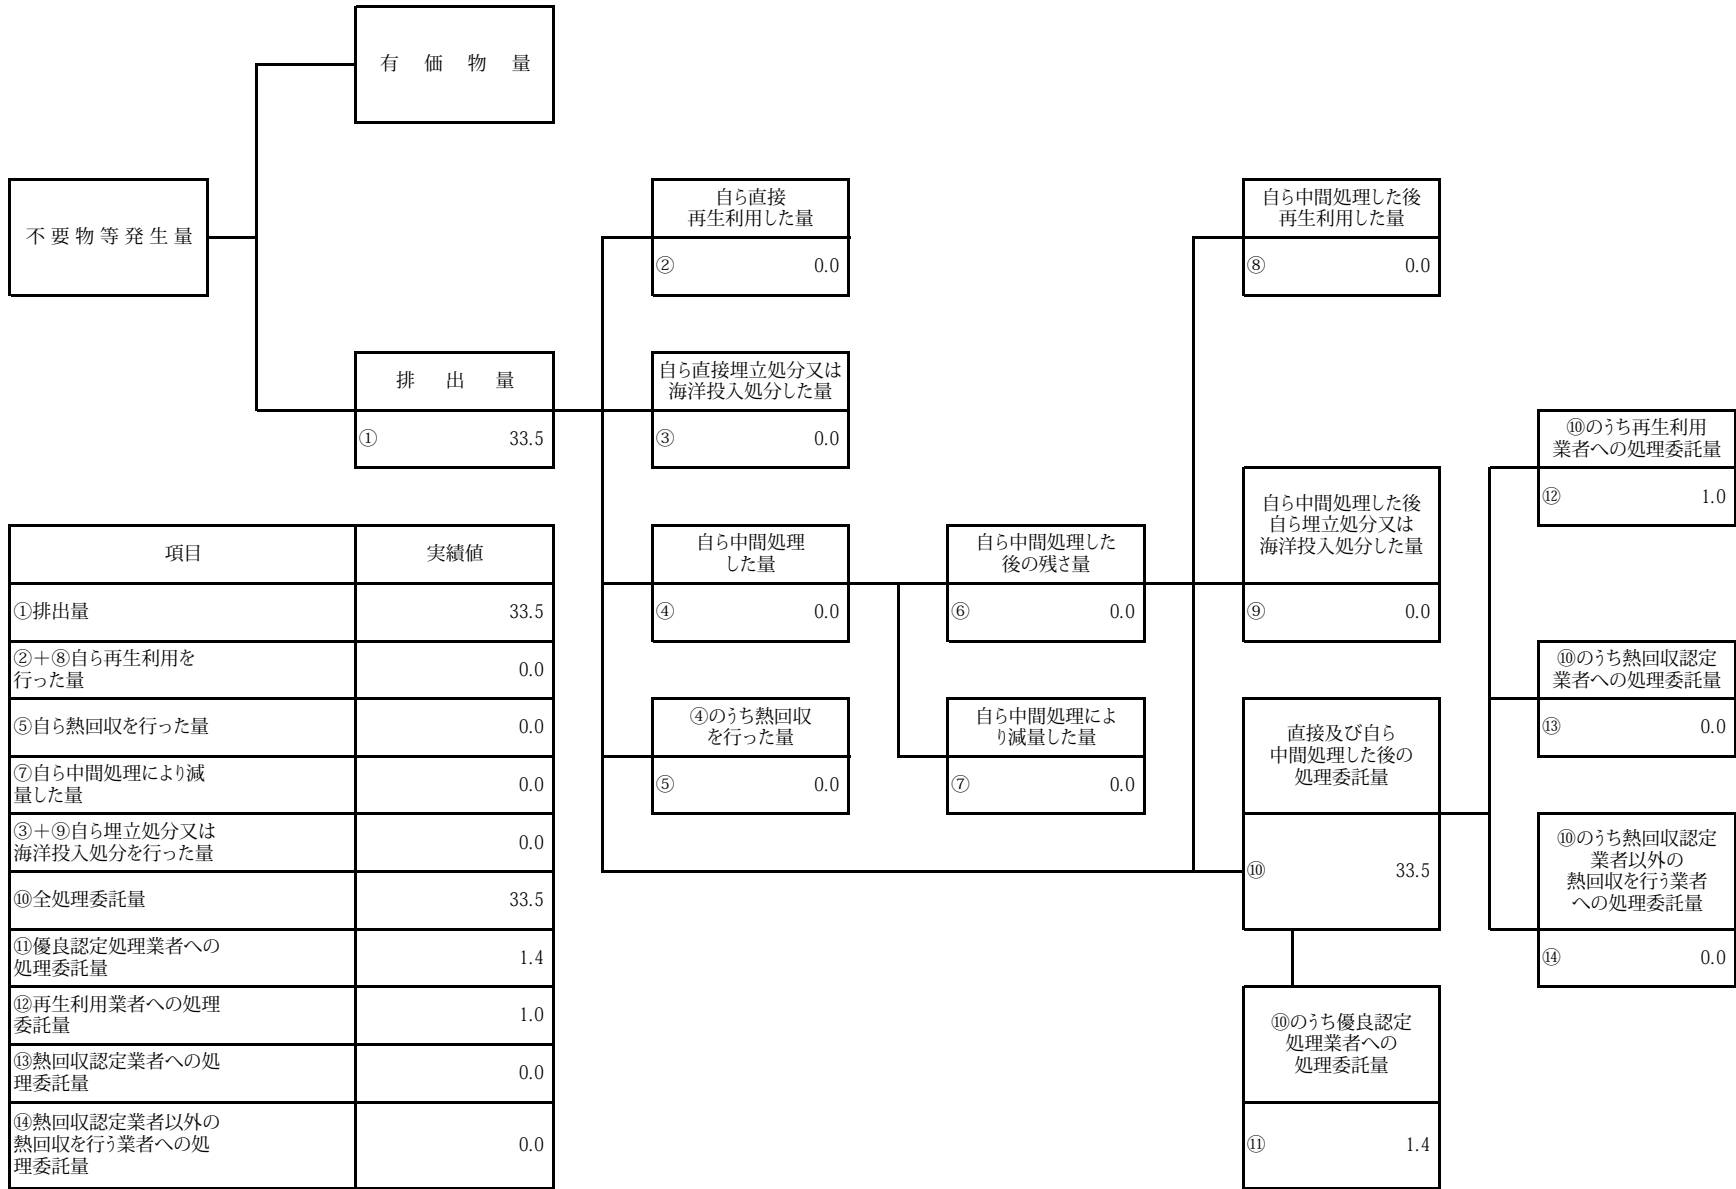 有価物量
不要物等発生量
排出量
① 33.5
自ら直接
再生利用した量
② 0.0
自ら直接埋立処分又は
海洋投入処分した量
③ 0.0
自ら中間処理
した量
④ 0.0
④のうち熱回収
を行った量
⑤ 0.0
自ら中間処理した
後の残さ量
⑥ 0.0
自ら中間処理によ
り減量した量
⑦ 0.0
自ら中間処理した後
再生利用した量
⑧ 0.0
自ら中間処理した後
自ら埋立処分又は
海洋投入処分した量
⑨ 0.0
直接及び自ら
中間処理した後の
処理委託量
⑩ 33.5
⑩のうち優良認定
処理業者への
処理委託量
⑪ 1.4
⑩のうち再生利用
業者への処理委託量
⑫ 1.0
⑩のうち熱回収認定
業者への処理委託量
⑬ 0.0
⑩のうち熱回収認定
業者以外の
熱回収を行う業者
への処理委託量
⑭ 0.0
項目 実績値
①排出量 33.5
②＋⑧自ら再生利用を
行った量 0.0
⑤自ら熱回収を行った量 0.0
⑦自ら中間処理により減
量した量 0.0
③＋⑨自ら埋立処分又は
海洋投入処分を行った量 0.0
⑩全処理委託量 33.5
⑪優良認定処理業者への
処理委託量 1.4
⑫再生利用業者への処理
委託量 1.0
⑬熱回収認定業者への処
理委託量 0.0
⑭熱回収認定業者以外の
熱回収を行う業者への処
理委託量 0.0